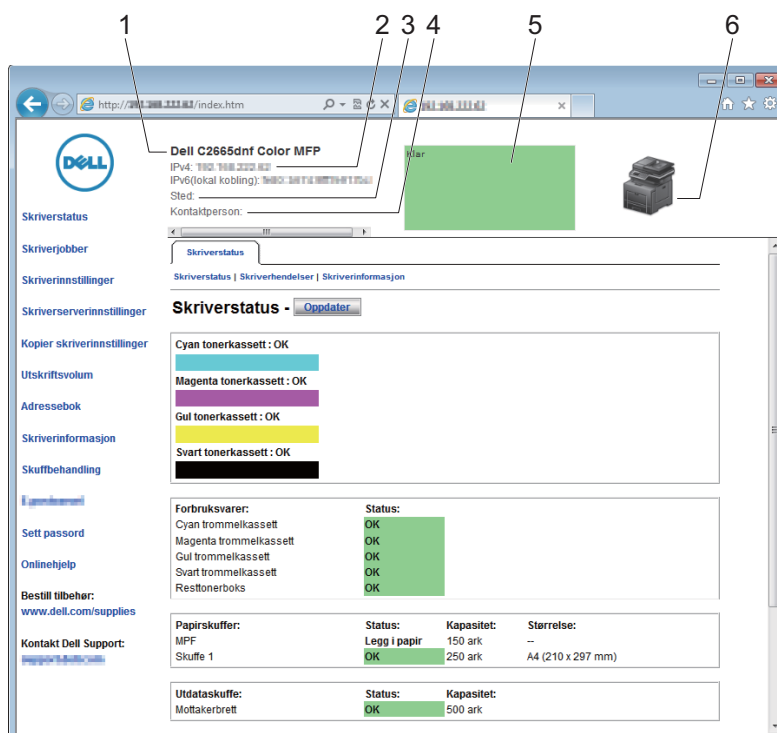 1 2 3 4 5 6
http:// /index.htm
DELL
Dell C2665dnf Color MFP
IPv4:
IPv6(lokal kobling):
Sted:
Kontaktperson:
Klar
Skriverstatus
Skriverjobber
Skriverinnstillinger
Skriverserverinnstillinger
Kopier skriverinnstillinger
Utskriftsvolum
Adressebok
Skriverinformasjon
Skuffbehandling
Sett passord
Onlinehjelp
Bestill tilbehør:
www.dell.com/supplies
Kontakt Dell Support:
Skriverstatus
Skriverstatus | Skriverhendelser | Skriverinformasjon
Skriverstatus - Oppdater
Cyan tonerkassett : OK
Magenta tonerkassett : OK
Gul tonerkassett : OK
Svart tonerkassett : OK
Forbruksvarer: Status:
Cyan trommelkassett OK
Magenta trommelkassett OK
Gul trommelkassett OK
Svart trommelkassett OK
Resttonerboks OK
Papirskuffer: Status: Kapasitet: Størrelse:
MPF Legg i papir 150 ark --
Skuffe 1 OK 250 ark A4 (210 x 297 mm)
Utdataskuffe: Status: Kapasitet:
Mottakerbrett OK 500 ark